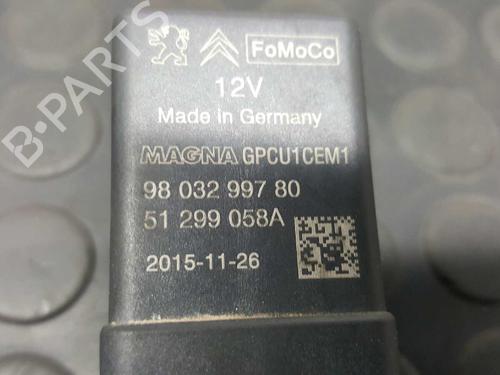 FoMoCo
12V
Made in Germany
MAGNA GPCU1CEM1
98 032 997 80
51 299 058A
2015-11-26
B-PARTS